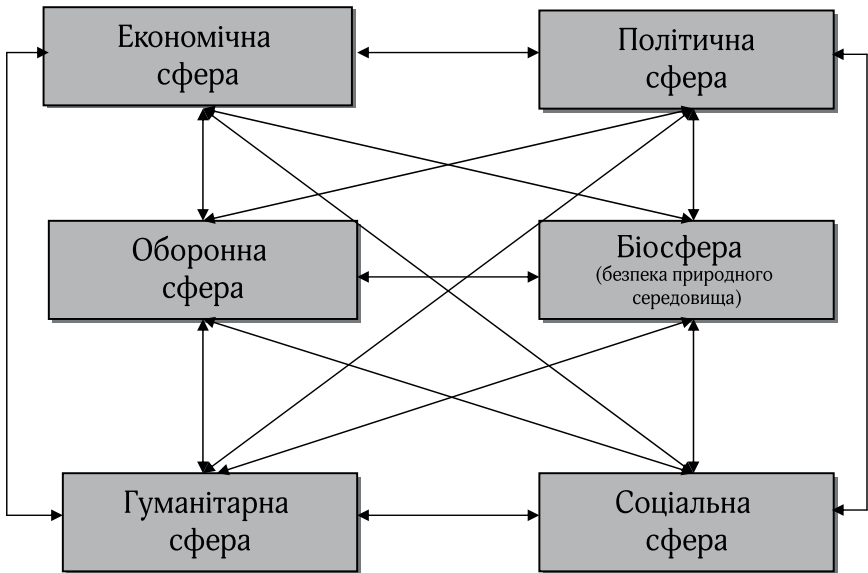 Економічна
сфера
Політична
сфера
Оборонна
сфера
Біосфера
(безпека природного
середовища)
Гуманітарна
сфера
Соціальна
сфера